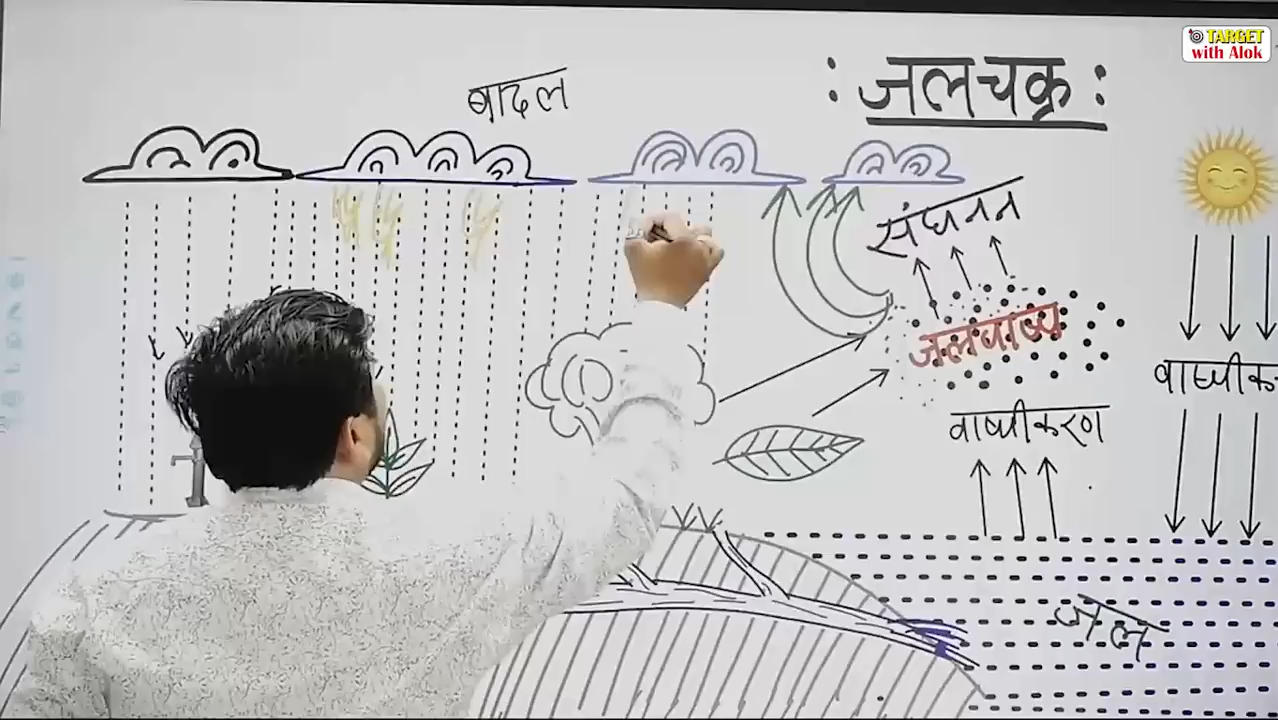 TARGET
with Alok
: जलचक्र :
बादल
संघनन
जलवाष्प
वाष्पीक
वाष्पीकरण
जल